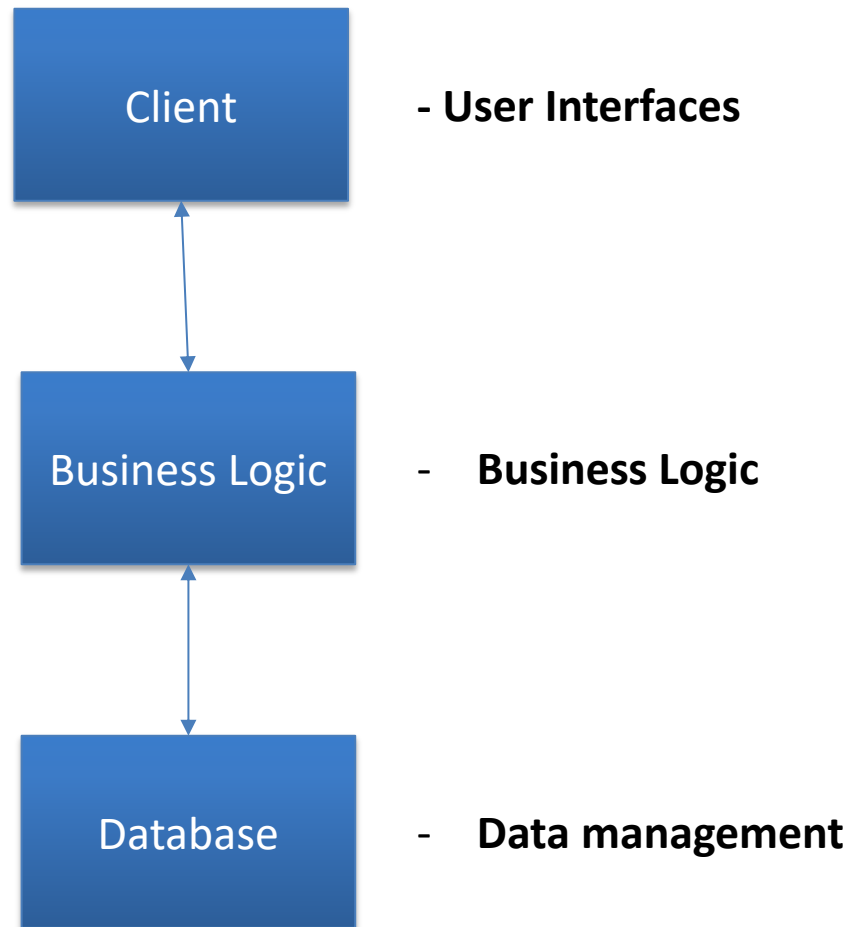 Client
- User Interfaces
Business Logic
- Business Logic
Database
- Data management